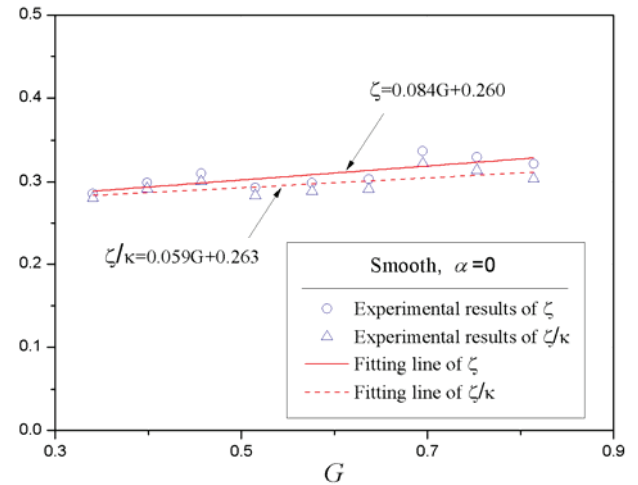 0.5
0.4
0.3
0.2
0.1
0.0
ζ=0.084G+0.260
ζ/κ=0.059G+0.263
Smooth, α=0
Experimental results of ζ
Experimental results of ζ/κ
Fitting line of ζ
Fitting line of ζ/κ
0.3 0.5 0.7 0.9
G